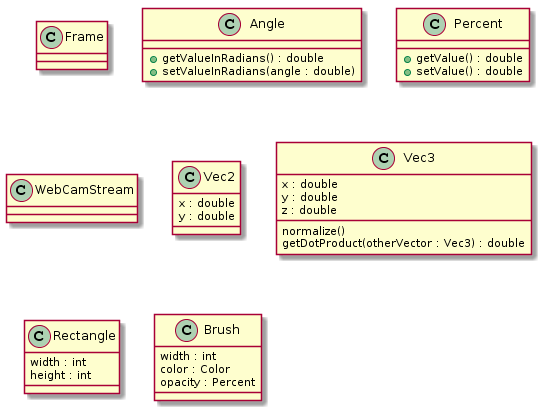 C Frame
C Angle
getValueInRadians() : double
setValueInRadians(angle : double)
C Percent
getValue() : double
setValue() : double
C WebCamStream
C Vec2
x : double
y : double
C Vec3
x : double
y : double
z : double
normalize()
getDotProduct(otherVector : Vec3) : double
C Rectangle
width : int
height : int
C Brush
width : int
color : Color
opacity : Percent